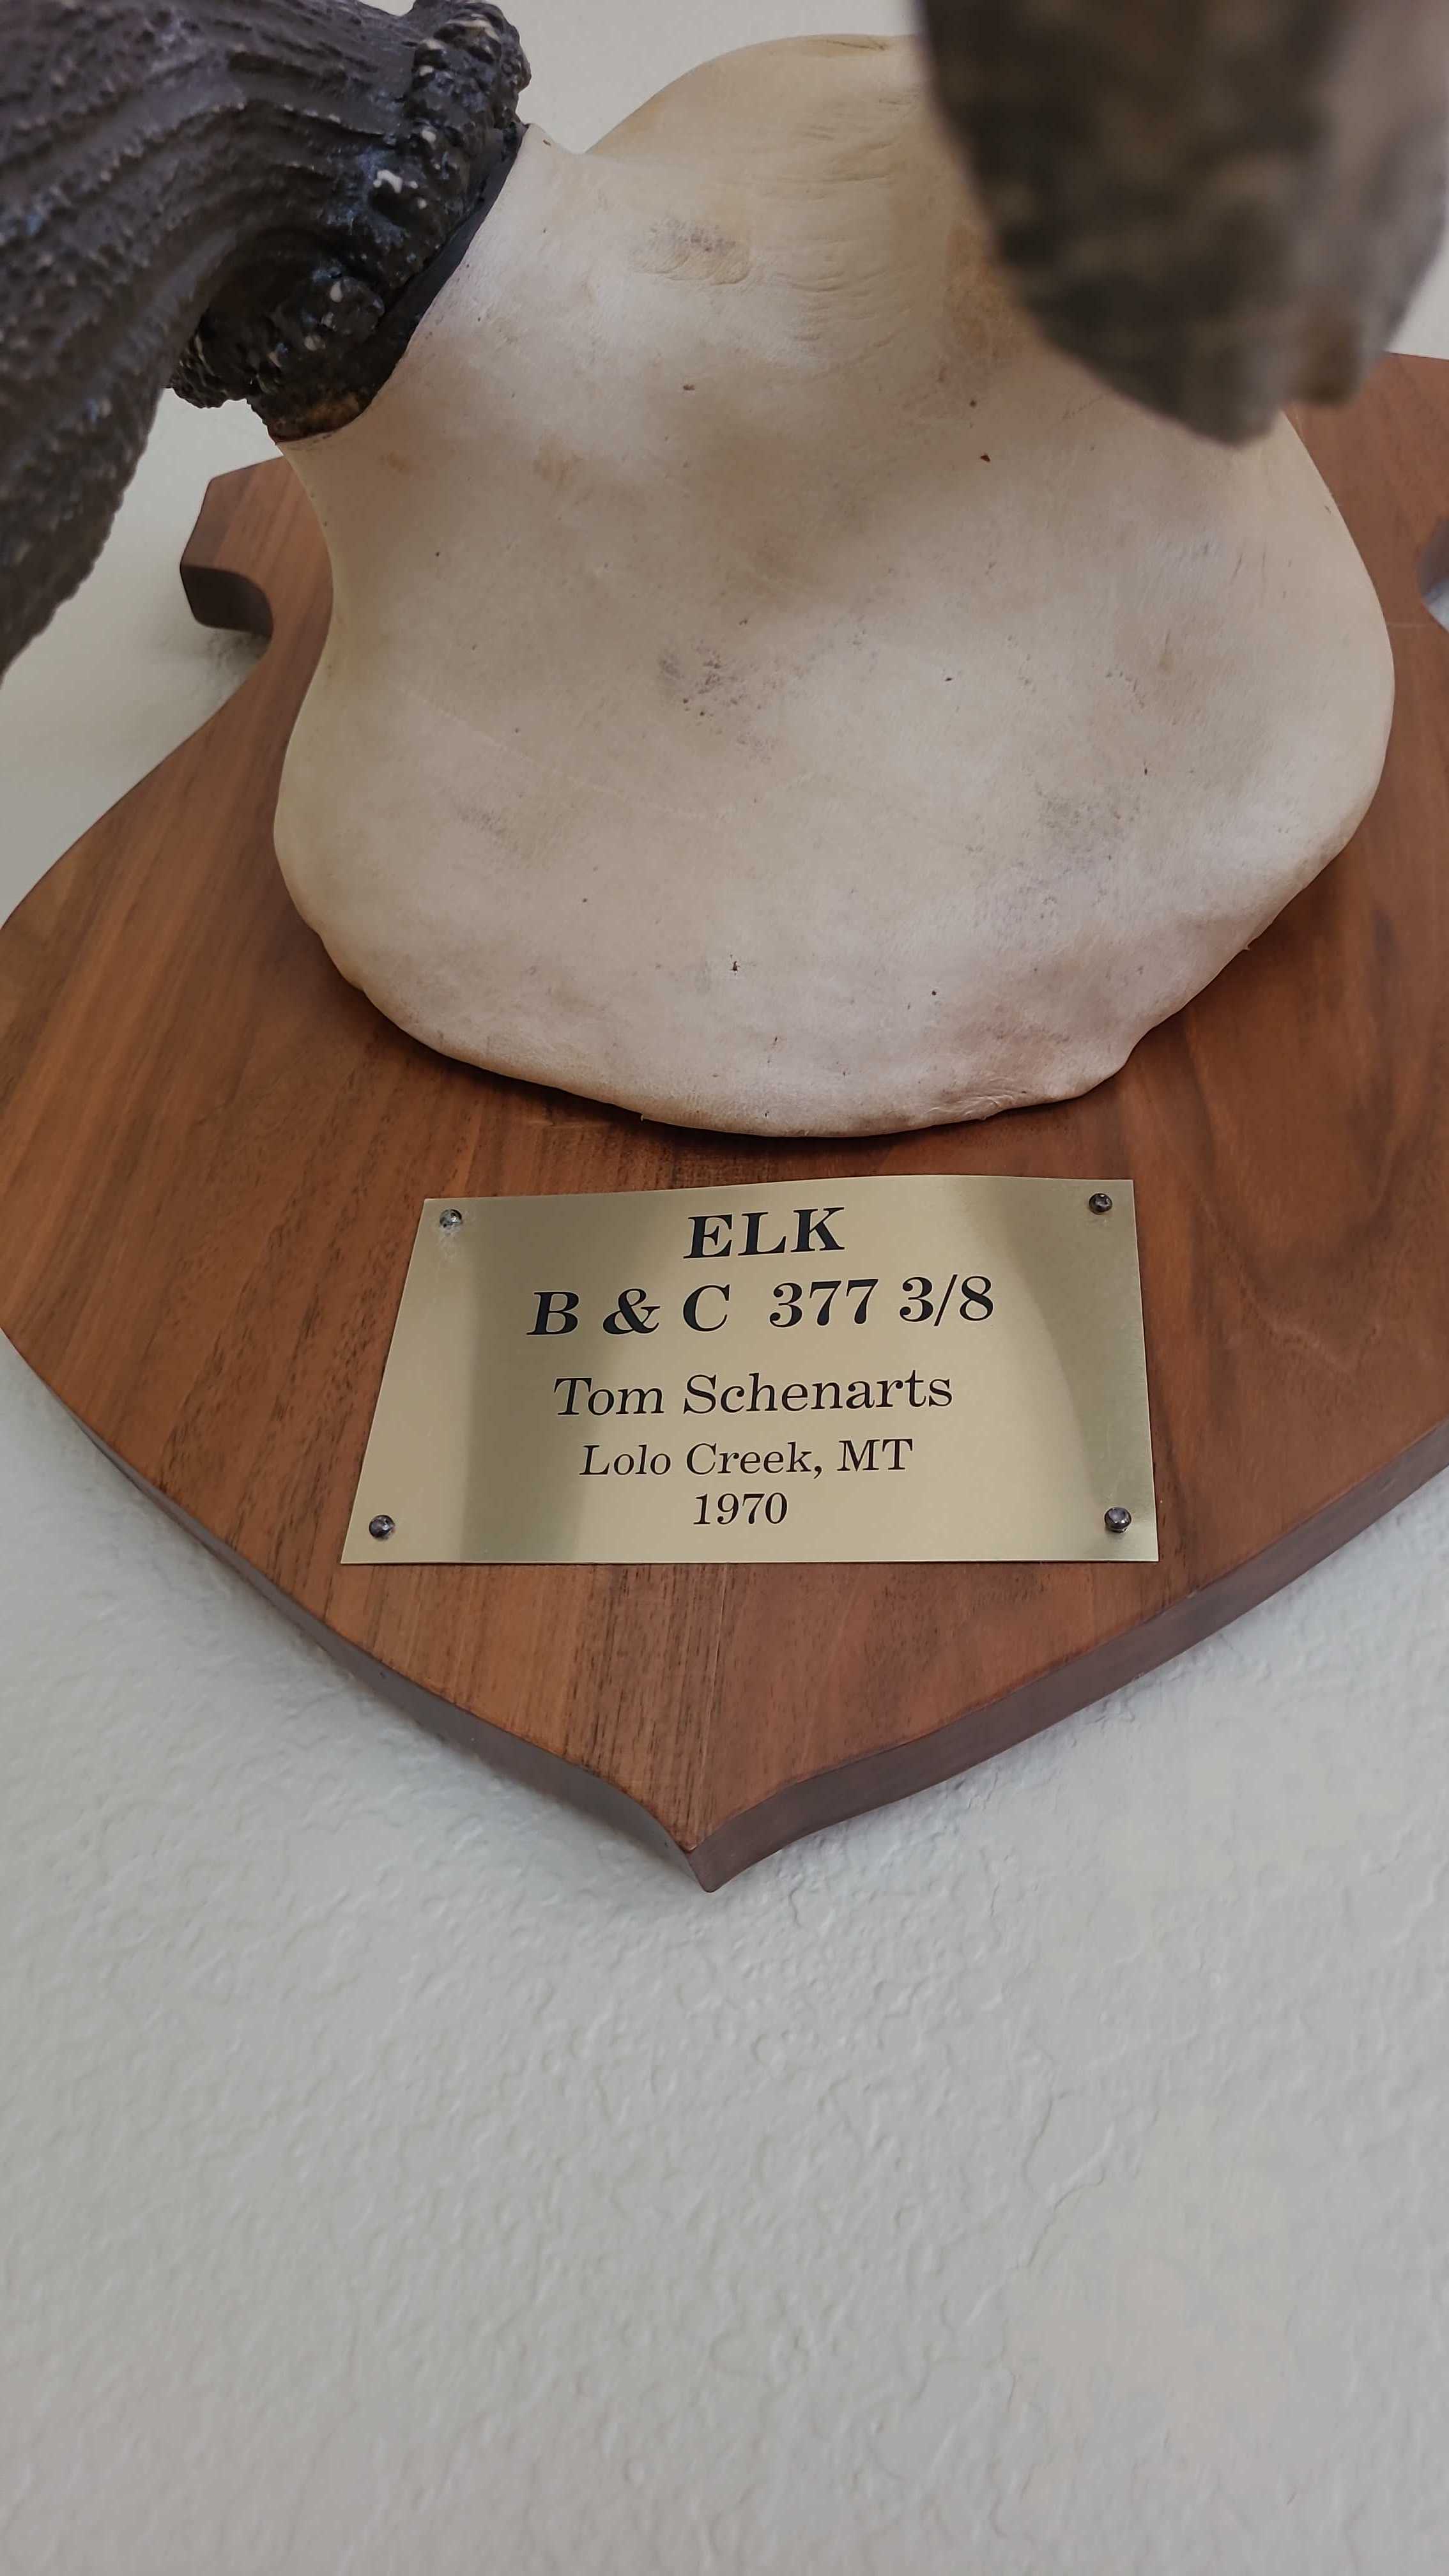 ELK
B & C 377 3/8
Tom Schenarts
Lolo Creek, MT
1970